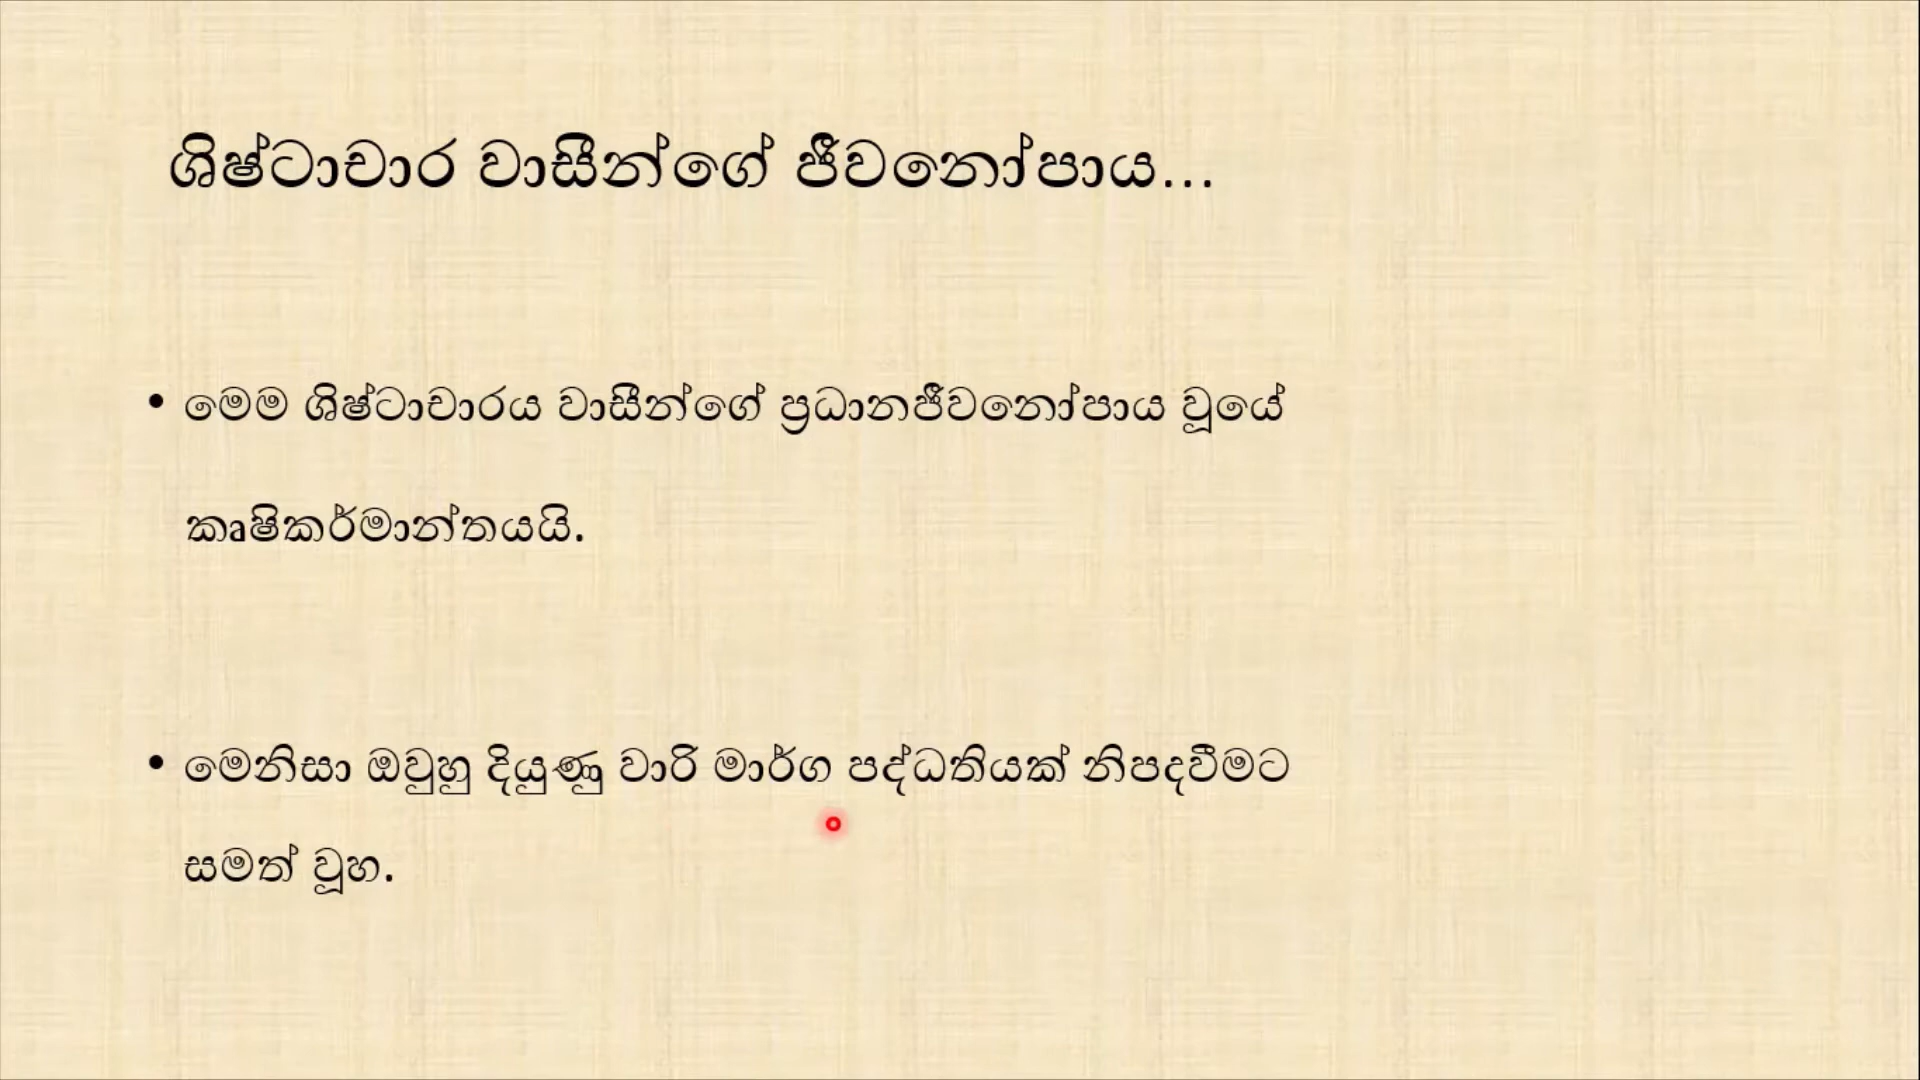 ශිෂ්ටාචාර වාසීන්ගේ ජීවනෝපාය...
• මෙම ශිෂ්ටාචාරය වාසීන්ගේ ප්‍රධානජීවනෝපාය වූයේ
කෘෂිකර්මාන්තයයි.
• මෙනිසා ඔවුහු දියුණු වාරි මාර්ග පද්ධතියක් නිපදවීමට
සමත් වූහ.